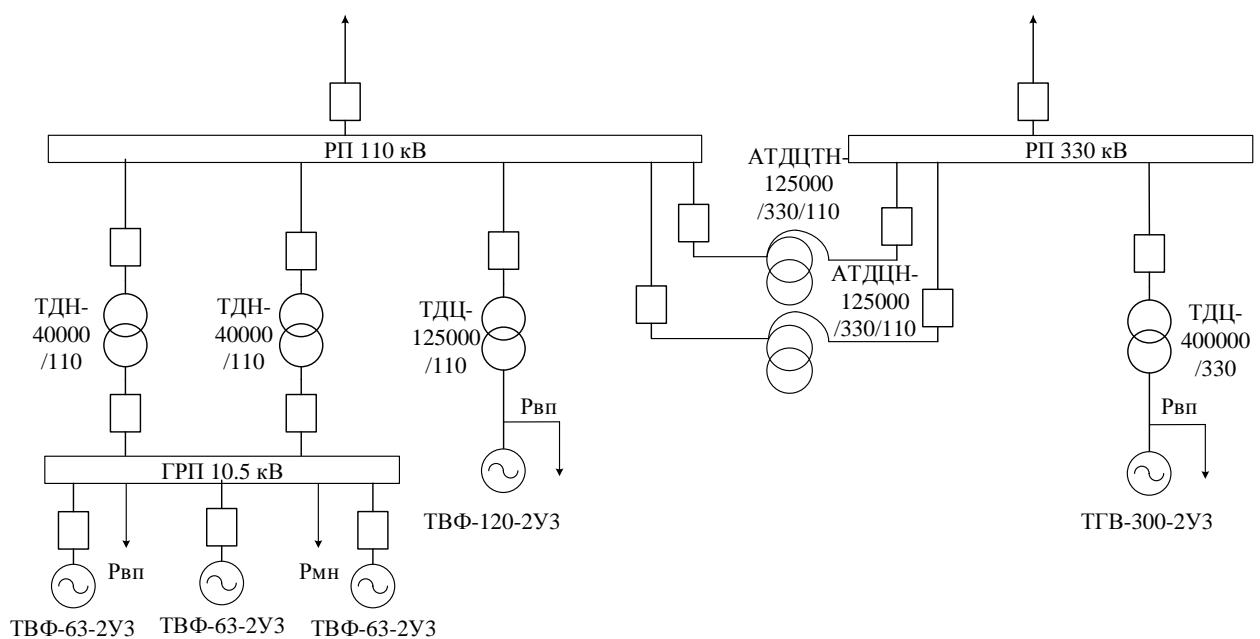 РП 110 кВ
РП 330 кВ
АТДЦТН-
125000
/330/110
АТДЦН-
125000
/330/110
ТДН-
40000
/110
ТДН-
40000
/110
ТДЦ-
125000
/110
ТДЦ-
400000
/330
Рвп
Рвп
ГРП 10.5 кВ
ТВФ-120-2У3
ТГВ-300-2У3
Рвп
Рмн
ТВФ-63-2У3
ТВФ-63-2У3
ТВФ-63-2У3